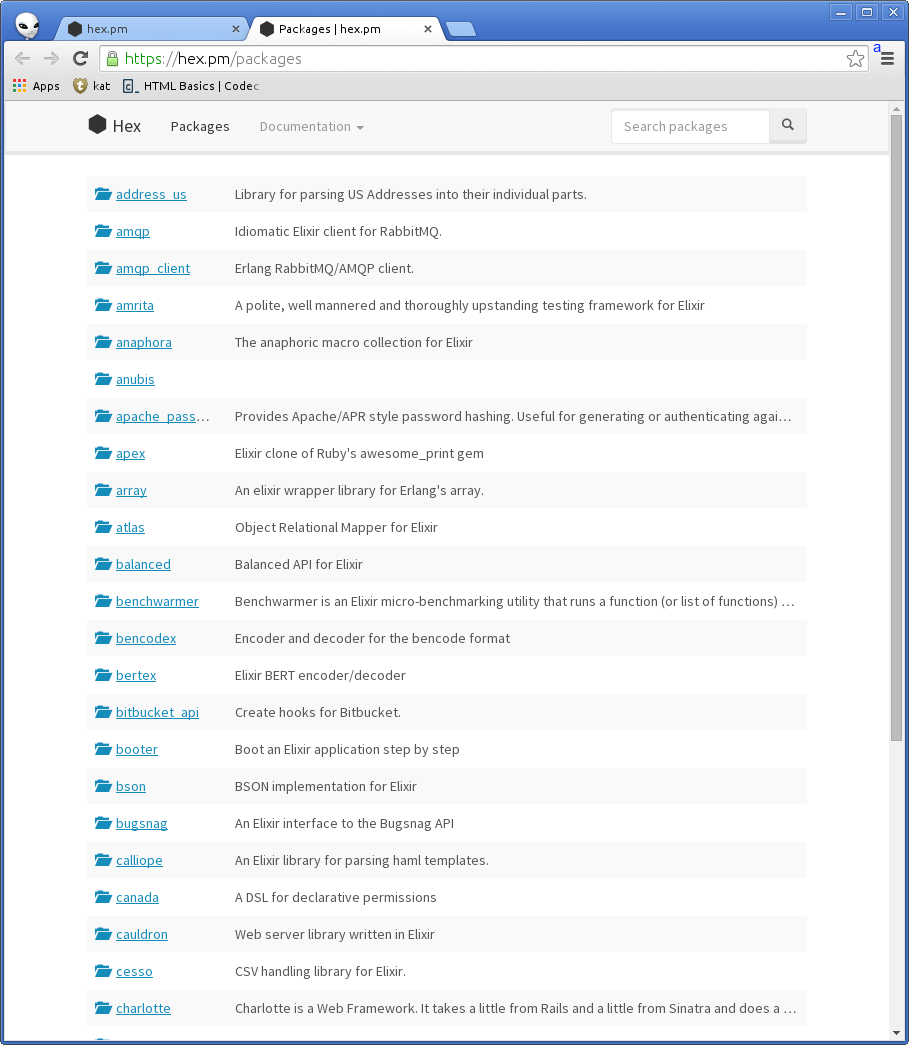 hex.pm
Packages | hex.pm
https://hex.pm/packages
a
Apps kat HTML Basics | Codec
Hex Packages Documentation Search packages
address_us Library for parsing US Addresses into their individual parts.
amqp Idiomatic Elixir client for RabbitMQ.
amqp_client Erlang RabbitMQ/AMQP client.
amrita A polite, well mannered and thoroughly upstanding testing framework for Elixir
anaphora The anaphoric macro collection for Elixir
anubis
apache_pass… Provides Apache/APR style password hashing. Useful for generating or authenticating agai…
apex Elixir clone of Ruby's awesome_print gem
array An elixir wrapper library for Erlang's array.
atlas Object Relational Mapper for Elixir
balanced Balanced API for Elixir
benchwarmer Benchwarmer is an Elixir micro-benchmarking utility that runs a function (or list of functions) …
bencodex Encoder and decoder for the bencode format
bertex Elixir BERT encoder/decoder
bitbucket_api Create hooks for Bitbucket.
booter Boot an Elixir application step by step
bson BSON implementation for Elixir
bugsnag An Elixir interface to the Bugsnag API
calliope An Elixir library for parsing haml templates.
canada A DSL for declarative permissions
cauldron Web server library written in Elixir
cesso CSV handling library for Elixir.
charlotte Charlotte is a Web Framework. It takes a little from Rails and a little from Sinatra and does a …